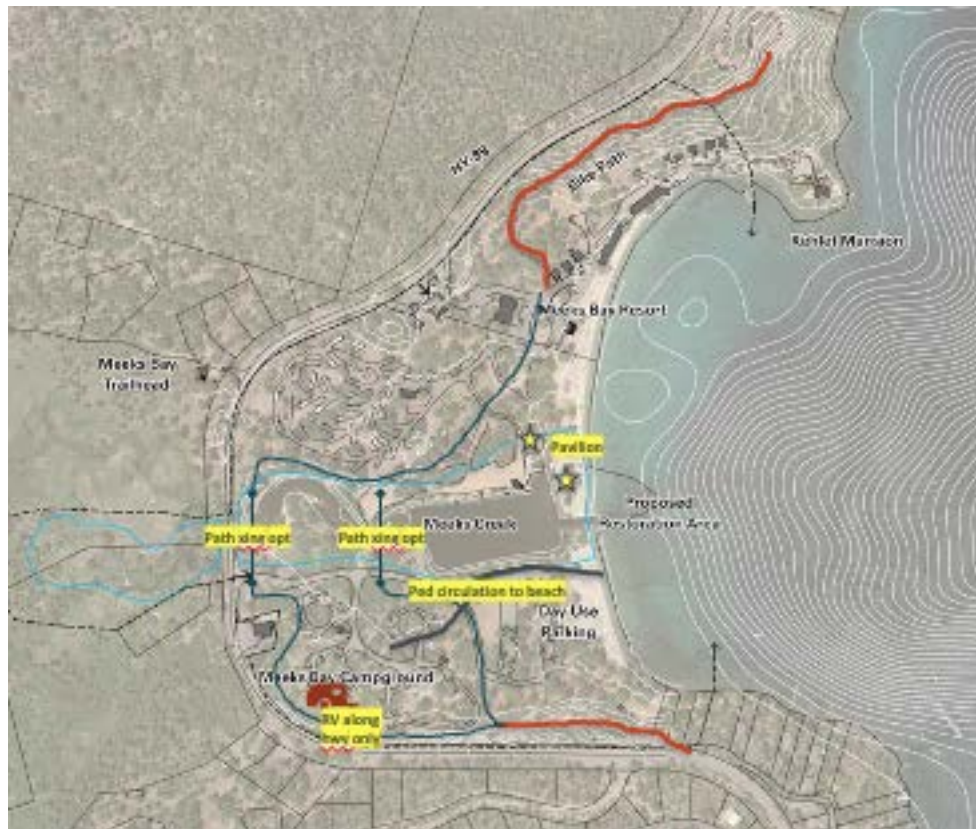 HY 89
Bike Path
Kehlet Mansion
Meeks Bay Resort
Meeks Bay
Trailhead
Pavilion
Proposed
Restoration Area
Meeks Creek
Path xing opt
Path xing opt
Ped circulation to beach
Day Use
Parking
Meeks Bay Campground
RV along
hwy only